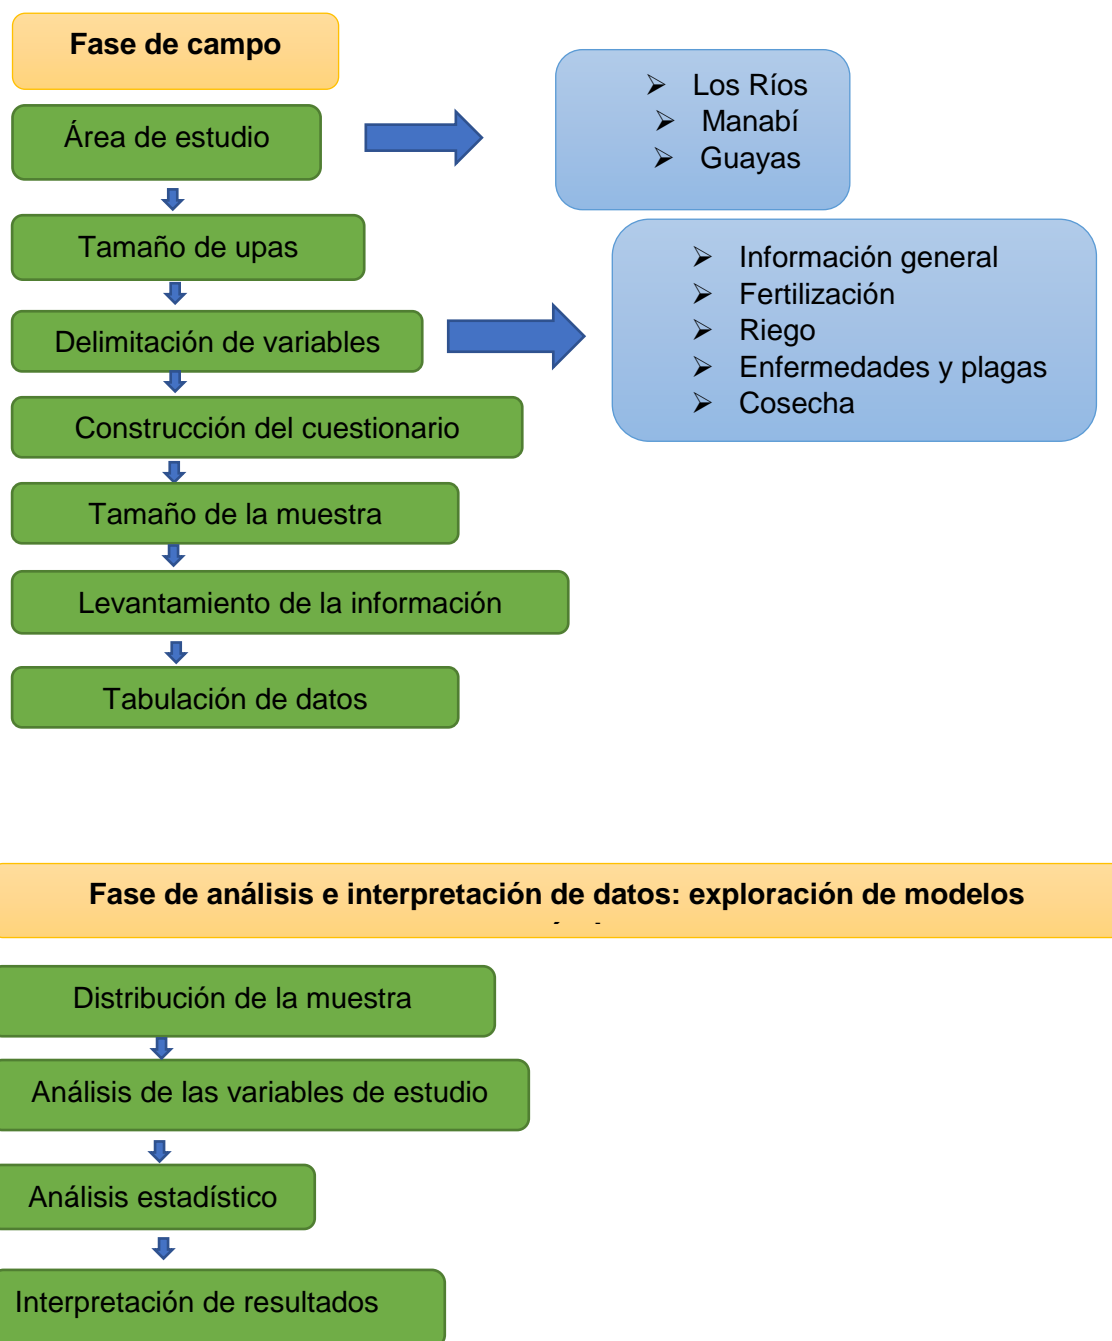 Fase de campo
Área de estudio
➢ Los Ríos
➢ Manabí
➢ Guayas
Tamaño de upas
Delimitación de variables
➢ Información general
➢ Fertilización
➢ Riego
➢ Enfermedades y plagas
➢ Cosecha
Construcción del cuestionario
Tamaño de la muestra
Levantamiento de la información
Tabulación de datos
Fase de análisis e interpretación de datos: exploración de modelos
Distribución de la muestra
Análisis de las variables de estudio
Análisis estadístico
Interpretación de resultados